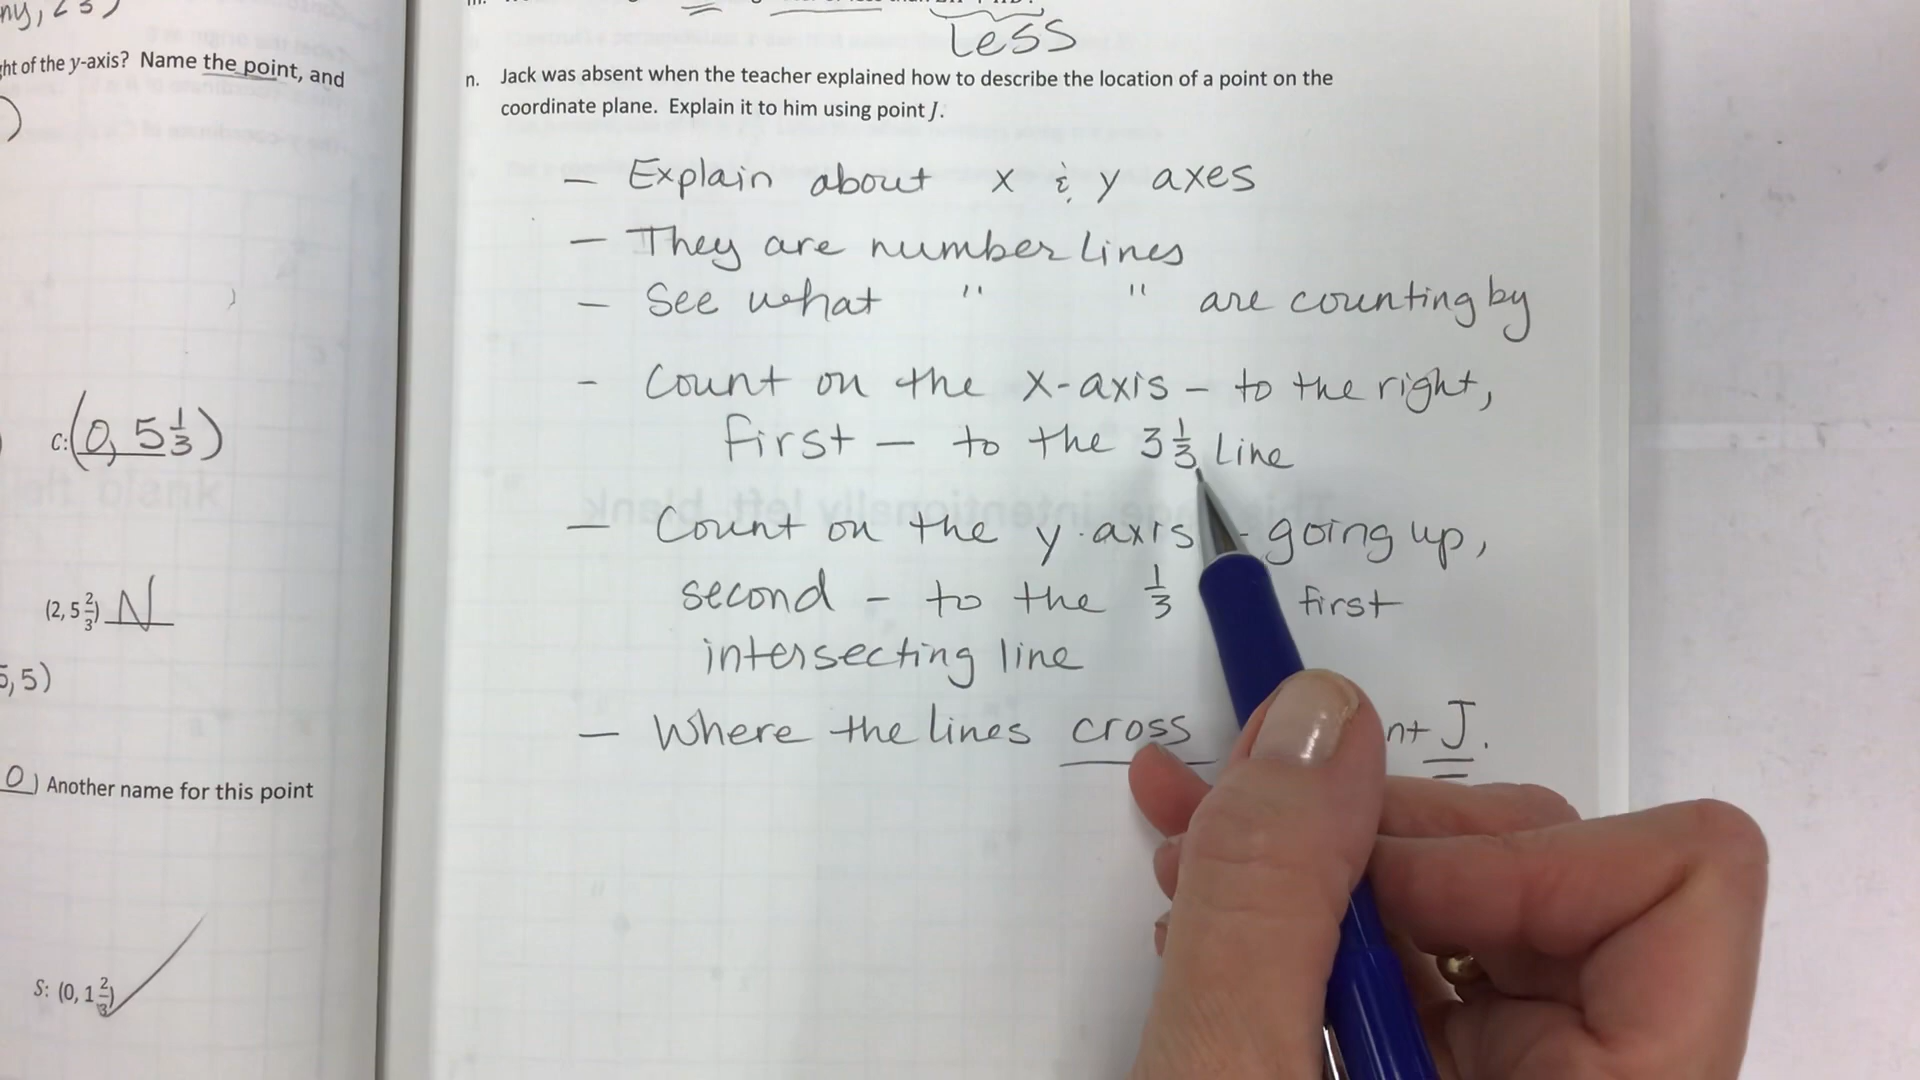 ny, 2 3 )
ht of the y-axis? Name the point, and
)
C: (0, 5 1/3)
(2, 5 2/3) N
5, 5)
0 ) Another name for this point
S: (0, 1 2/3)
Less
n. Jack was absent when the teacher explained how to describe the location of a point on the
coordinate plane. Explain it to him using point J.
– Explain about x & y axes
– They are number lines
– See what " " are counting by
- Count on the x-axis – to the right,
first – to the 3 1/3 line
– Count on the y axis - going up,
second - to the 1/3 first
intersecting line
– Where the lines cross J.